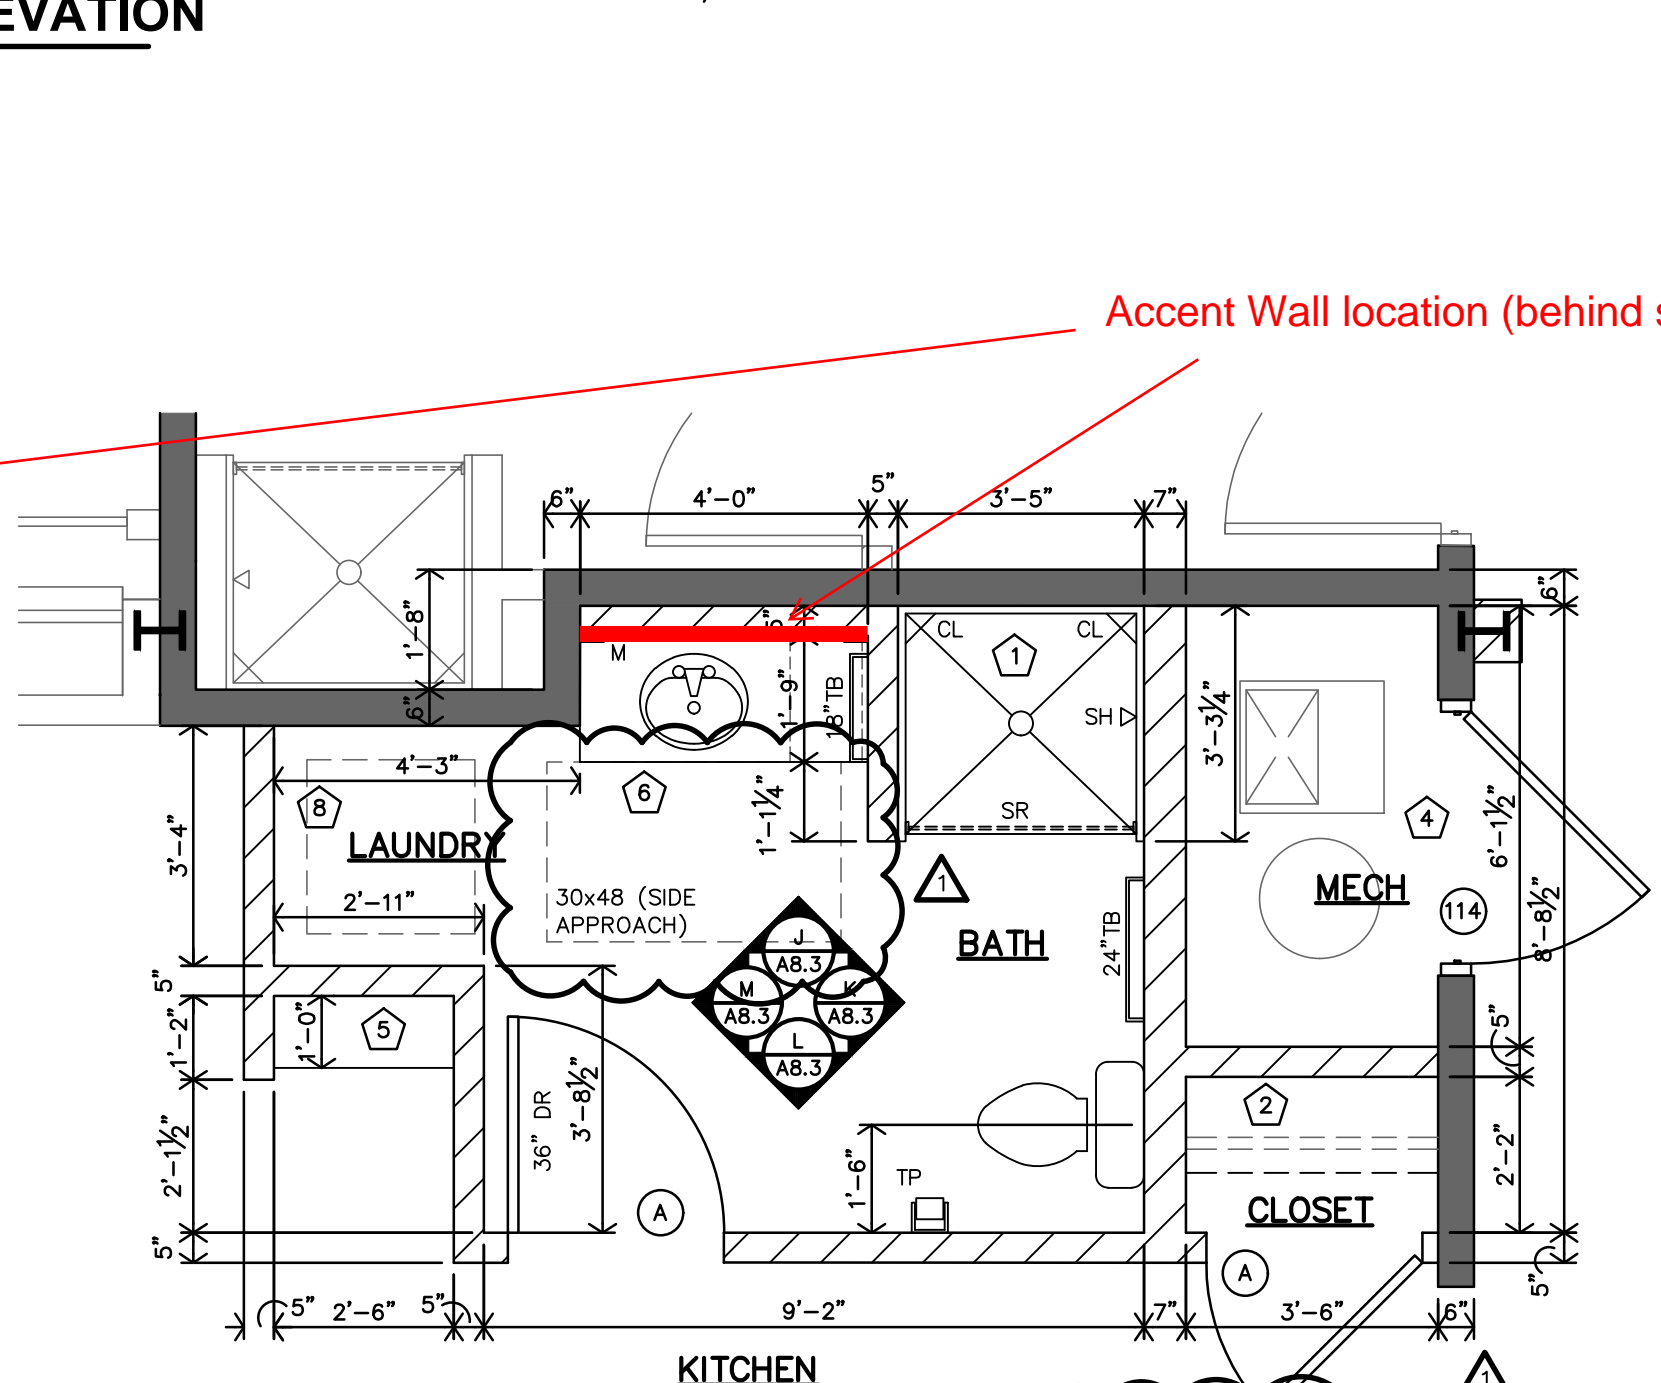 EVATION
Accent Wall location (behind
6" 4'-0" 5" 3'-5" 7"
6"
1'-8"
6"
5"
M
1'-9"
18"TB
CL CL
1
SH
SR
3'-3¼"
4'-3"
8
6
1'-1¼"
4
6'-1½"
8'-8½"
3'-4"
LAUNDRY
2'-11"
30x48 (SIDE
APPROACH)
1
MECH
114
BATH
24"TB
J
A8.3
M
A8.3
K
A8.3
L
A8.3
5"
1'-2"
1'-0"
5
5"
36" DR
3'-8½"
2
2'-1½"
2'-2"
1'-6"
TP
A
CLOSET
5"
A
5"
5" 2'-6" 5" 9'-2" 7" 3'-6" 6"
KITCHEN
1